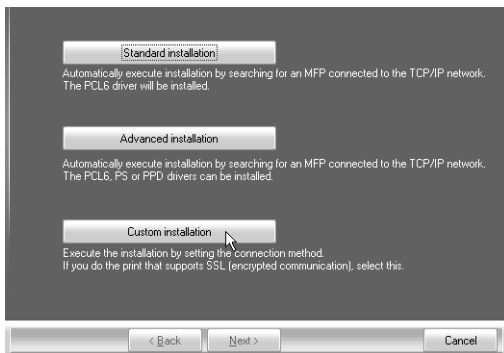 Standard installation
Automatically execute installation by searching for an MFP connected to the TCP/IP network.
The PCL6 driver will be installed.
Advanced installation
Automatically execute installation by searching for an MFP connected to the TCP/IP network.
The PCL6, PS or PPD drivers can be installed.
Custom installation
Execute the installation by setting the connection method.
If you do the print that supports SSL (encrypted communication), select this.
< Back Next > Cancel